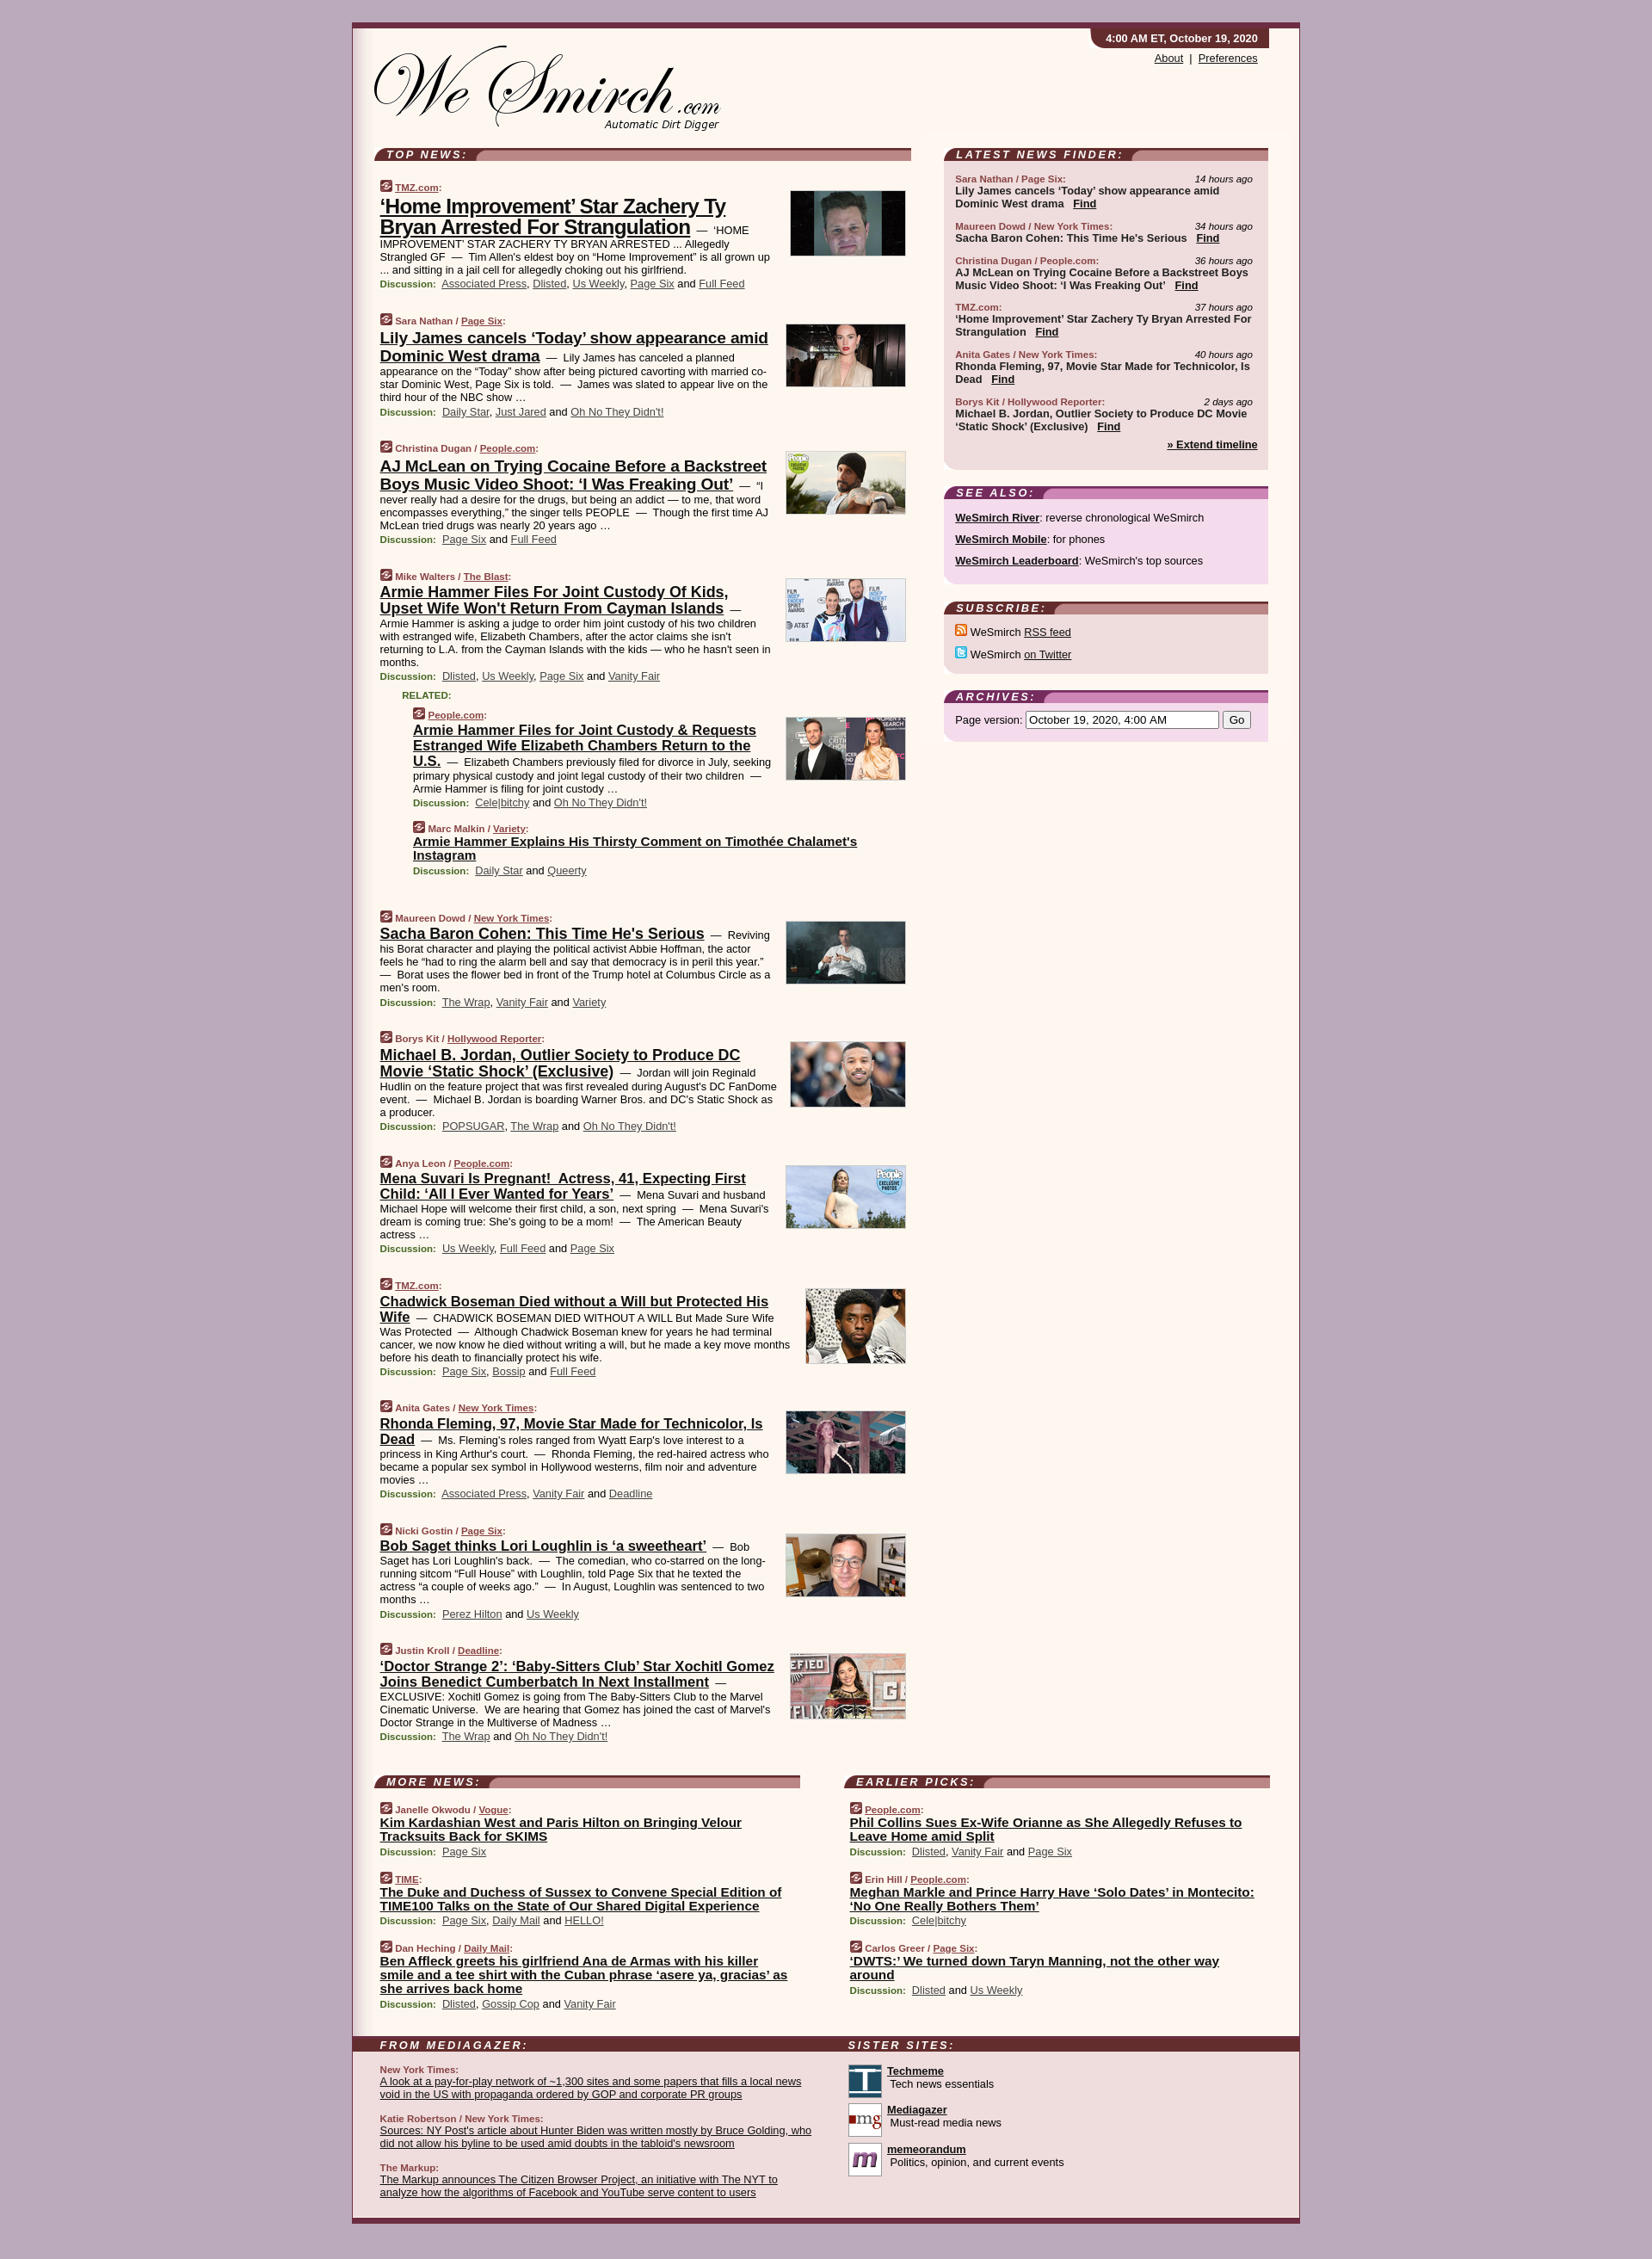 4:00 AM ET, October 19, 2020
About | Preferences
We Smirch.com
Automatic Dirt Digger
TOP NEWS:
TMZ.com:
‘Home Improvement’ Star Zachery Ty
Bryan Arrested For Strangulation — ‘HOME
IMPROVEMENT’ STAR ZACHERY TY BRYAN ARRESTED ... Allegedly
Strangled GF — Tim Allen's eldest boy on “Home Improvement” is all grown up
... and sitting in a jail cell for allegedly choking out his girlfriend.
Discussion: Associated Press, Dlisted, Us Weekly, Page Six and Full Feed
Sara Nathan / Page Six:
Lily James cancels ‘Today’ show appearance amid
Dominic West drama — Lily James has canceled a planned
appearance on the “Today” show after being pictured cavorting with married co-
star Dominic West, Page Six is told. — James was slated to appear live on the
third hour of the NBC show …
Discussion: Daily Star, Just Jared and Oh No They Didn't!
Christina Dugan / People.com:
AJ McLean on Trying Cocaine Before a Backstreet
Boys Music Video Shoot: ‘I Was Freaking Out’ — “I
never really had a desire for the drugs, but being an addict — to me, that word
encompasses everything,” the singer tells PEOPLE — Though the first time AJ
McLean tried drugs was nearly 20 years ago …
Discussion: Page Six and Full Feed
Mike Walters / The Blast:
Armie Hammer Files For Joint Custody Of Kids,
Upset Wife Won't Return From Cayman Islands —
Armie Hammer is asking a judge to order him joint custody of his two children
with estranged wife, Elizabeth Chambers, after the actor claims she isn't
returning to L.A. from the Cayman Islands with the kids — who he hasn't seen in
months.
Discussion: Dlisted, Us Weekly, Page Six and Vanity Fair
RELATED:
People.com:
Armie Hammer Files for Joint Custody & Requests
Estranged Wife Elizabeth Chambers Return to the
U.S. — Elizabeth Chambers previously filed for divorce in July, seeking
primary physical custody and joint legal custody of their two children —
Armie Hammer is filing for joint custody …
Discussion: Cele|bitchy and Oh No They Didn't!
Marc Malkin / Variety:
Armie Hammer Explains His Thirsty Comment on Timothée Chalamet's
Instagram
Discussion: Daily Star and Queerty
Maureen Dowd / New York Times:
Sacha Baron Cohen: This Time He's Serious — Reviving
his Borat character and playing the political activist Abbie Hoffman, the actor
feels he “had to ring the alarm bell and say that democracy is in peril this year.”
— Borat uses the flower bed in front of the Trump hotel at Columbus Circle as a
men's room.
Discussion: The Wrap, Vanity Fair and Variety
Borys Kit / Hollywood Reporter:
Michael B. Jordan, Outlier Society to Produce DC
Movie ‘Static Shock’ (Exclusive) — Jordan will join Reginald
Hudlin on the feature project that was first revealed during August's DC FanDome
event. — Michael B. Jordan is boarding Warner Bros. and DC's Static Shock as
a producer.
Discussion: POPSUGAR, The Wrap and Oh No They Didn't!
Anya Leon / People.com:
Mena Suvari Is Pregnant! Actress, 41, Expecting First
Child: ‘All I Ever Wanted for Years’ — Mena Suvari and husband
Michael Hope will welcome their first child, a son, next spring — Mena Suvari's
dream is coming true: She's going to be a mom! — The American Beauty
actress …
Discussion: Us Weekly, Full Feed and Page Six
TMZ.com:
Chadwick Boseman Died without a Will but Protected His
Wife — CHADWICK BOSEMAN DIED WITHOUT A WILL But Made Sure Wife
Was Protected — Although Chadwick Boseman knew for years he had terminal
cancer, we now know he died without writing a will, but he made a key move months
before his death to financially protect his wife.
Discussion: Page Six, Bossip and Full Feed
Anita Gates / New York Times:
Rhonda Fleming, 97, Movie Star Made for Technicolor, Is
Dead — Ms. Fleming's roles ranged from Wyatt Earp's love interest to a
princess in King Arthur's court. — Rhonda Fleming, the red-haired actress who
became a popular sex symbol in Hollywood westerns, film noir and adventure
movies …
Discussion: Associated Press, Vanity Fair and Deadline
Nicki Gostin / Page Six:
Bob Saget thinks Lori Loughlin is ‘a sweetheart’ — Bob
Saget has Lori Loughlin's back. — The comedian, who co-starred on the long-
running sitcom “Full House” with Loughlin, told Page Six that he texted the
actress “a couple of weeks ago.” — In August, Loughlin was sentenced to two
months …
Discussion: Perez Hilton and Us Weekly
Justin Kroll / Deadline:
‘Doctor Strange 2’: ‘Baby-Sitters Club’ Star Xochitl Gomez
Joins Benedict Cumberbatch In Next Installment —
EXCLUSIVE: Xochitl Gomez is going from The Baby-Sitters Club to the Marvel
Cinematic Universe. We are hearing that Gomez has joined the cast of Marvel's
Doctor Strange in the Multiverse of Madness …
Discussion: The Wrap and Oh No They Didn't!
LATEST NEWS FINDER:
Sara Nathan / Page Six: 14 hours ago
Lily James cancels ‘Today’ show appearance amid
Dominic West drama Find
Maureen Dowd / New York Times: 34 hours ago
Sacha Baron Cohen: This Time He's Serious Find
Christina Dugan / People.com: 36 hours ago
AJ McLean on Trying Cocaine Before a Backstreet Boys
Music Video Shoot: ‘I Was Freaking Out’ Find
TMZ.com: 37 hours ago
‘Home Improvement’ Star Zachery Ty Bryan Arrested For
Strangulation Find
Anita Gates / New York Times: 40 hours ago
Rhonda Fleming, 97, Movie Star Made for Technicolor, Is
Dead Find
Borys Kit / Hollywood Reporter: 2 days ago
Michael B. Jordan, Outlier Society to Produce DC Movie
‘Static Shock’ (Exclusive) Find
» Extend timeline
SEE ALSO:
WeSmirch River: reverse chronological WeSmirch
WeSmirch Mobile: for phones
WeSmirch Leaderboard: WeSmirch's top sources
SUBSCRIBE:
WeSmirch RSS feed
WeSmirch on Twitter
ARCHIVES:
Page version: October 19, 2020, 4:00 AM Go
MORE NEWS:
Janelle Okwodu / Vogue:
Kim Kardashian West and Paris Hilton on Bringing Velour
Tracksuits Back for SKIMS
Discussion: Page Six
TIME:
The Duke and Duchess of Sussex to Convene Special Edition of
TIME100 Talks on the State of Our Shared Digital Experience
Discussion: Page Six, Daily Mail and HELLO!
Dan Heching / Daily Mail:
Ben Affleck greets his girlfriend Ana de Armas with his killer
smile and a tee shirt with the Cuban phrase ‘asere ya, gracias’ as
she arrives back home
Discussion: Dlisted, Gossip Cop and Vanity Fair
EARLIER PICKS:
People.com:
Phil Collins Sues Ex-Wife Orianne as She Allegedly Refuses to
Leave Home amid Split
Discussion: Dlisted, Vanity Fair and Page Six
Erin Hill / People.com:
Meghan Markle and Prince Harry Have ‘Solo Dates’ in Montecito:
‘No One Really Bothers Them’
Discussion: Cele|bitchy
Carlos Greer / Page Six:
‘DWTS:’ We turned down Taryn Manning, not the other way
around
Discussion: Dlisted and Us Weekly
FROM MEDIAGAZER:
New York Times:
A look at a pay-for-play network of ~1,300 sites and some papers that fills a local news
void in the US with propaganda ordered by GOP and corporate PR groups
Katie Robertson / New York Times:
Sources: NY Post's article about Hunter Biden was written mostly by Bruce Golding, who
did not allow his byline to be used amid doubts in the tabloid's newsroom
The Markup:
The Markup announces The Citizen Browser Project, an initiative with The NYT to
analyze how the algorithms of Facebook and YouTube serve content to users
SISTER SITES:
Techmeme
Tech news essentials
mg
Mediagazer
Must-read media news
m
memeorandum
Politics, opinion, and current events